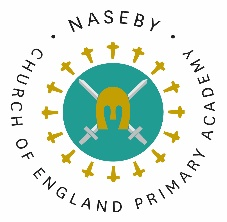 · NASEBY ·
CHURCH OF ENGLAND PRIMARY ACADEMY